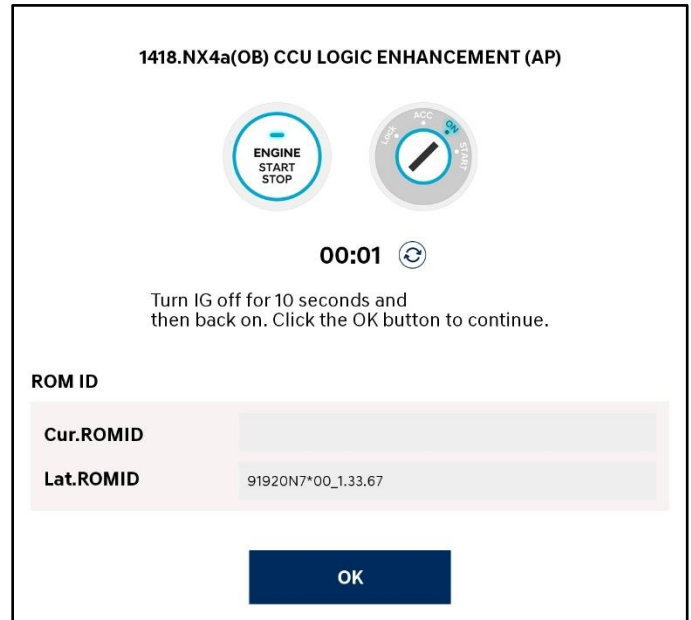 1418.NX4a(OB) CCU LOGIC ENHANCEMENT (AP)
ENGINE
START
STOP
Lock
ACC
ON
START
00:01
Turn IG off for 10 seconds and
then back on. Click the OK button to continue.
ROM ID
Cur.ROMID
Lat.ROMID
91920N7*00_1.33.67
OK